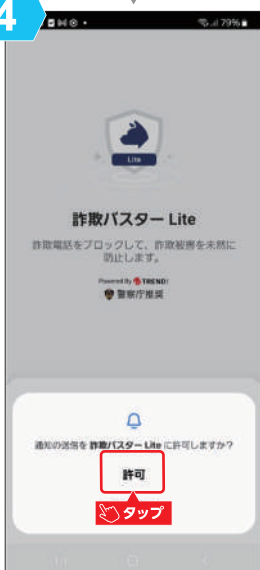 4
79%
Lite
詐欺バスター Lite
詐欺電話をブロックして、詐欺被害を未然に
防止します。
Powered By TREND
警察庁推奨
通知の送信を 詐欺バスター Lite に許可しますか？
許可
タップ